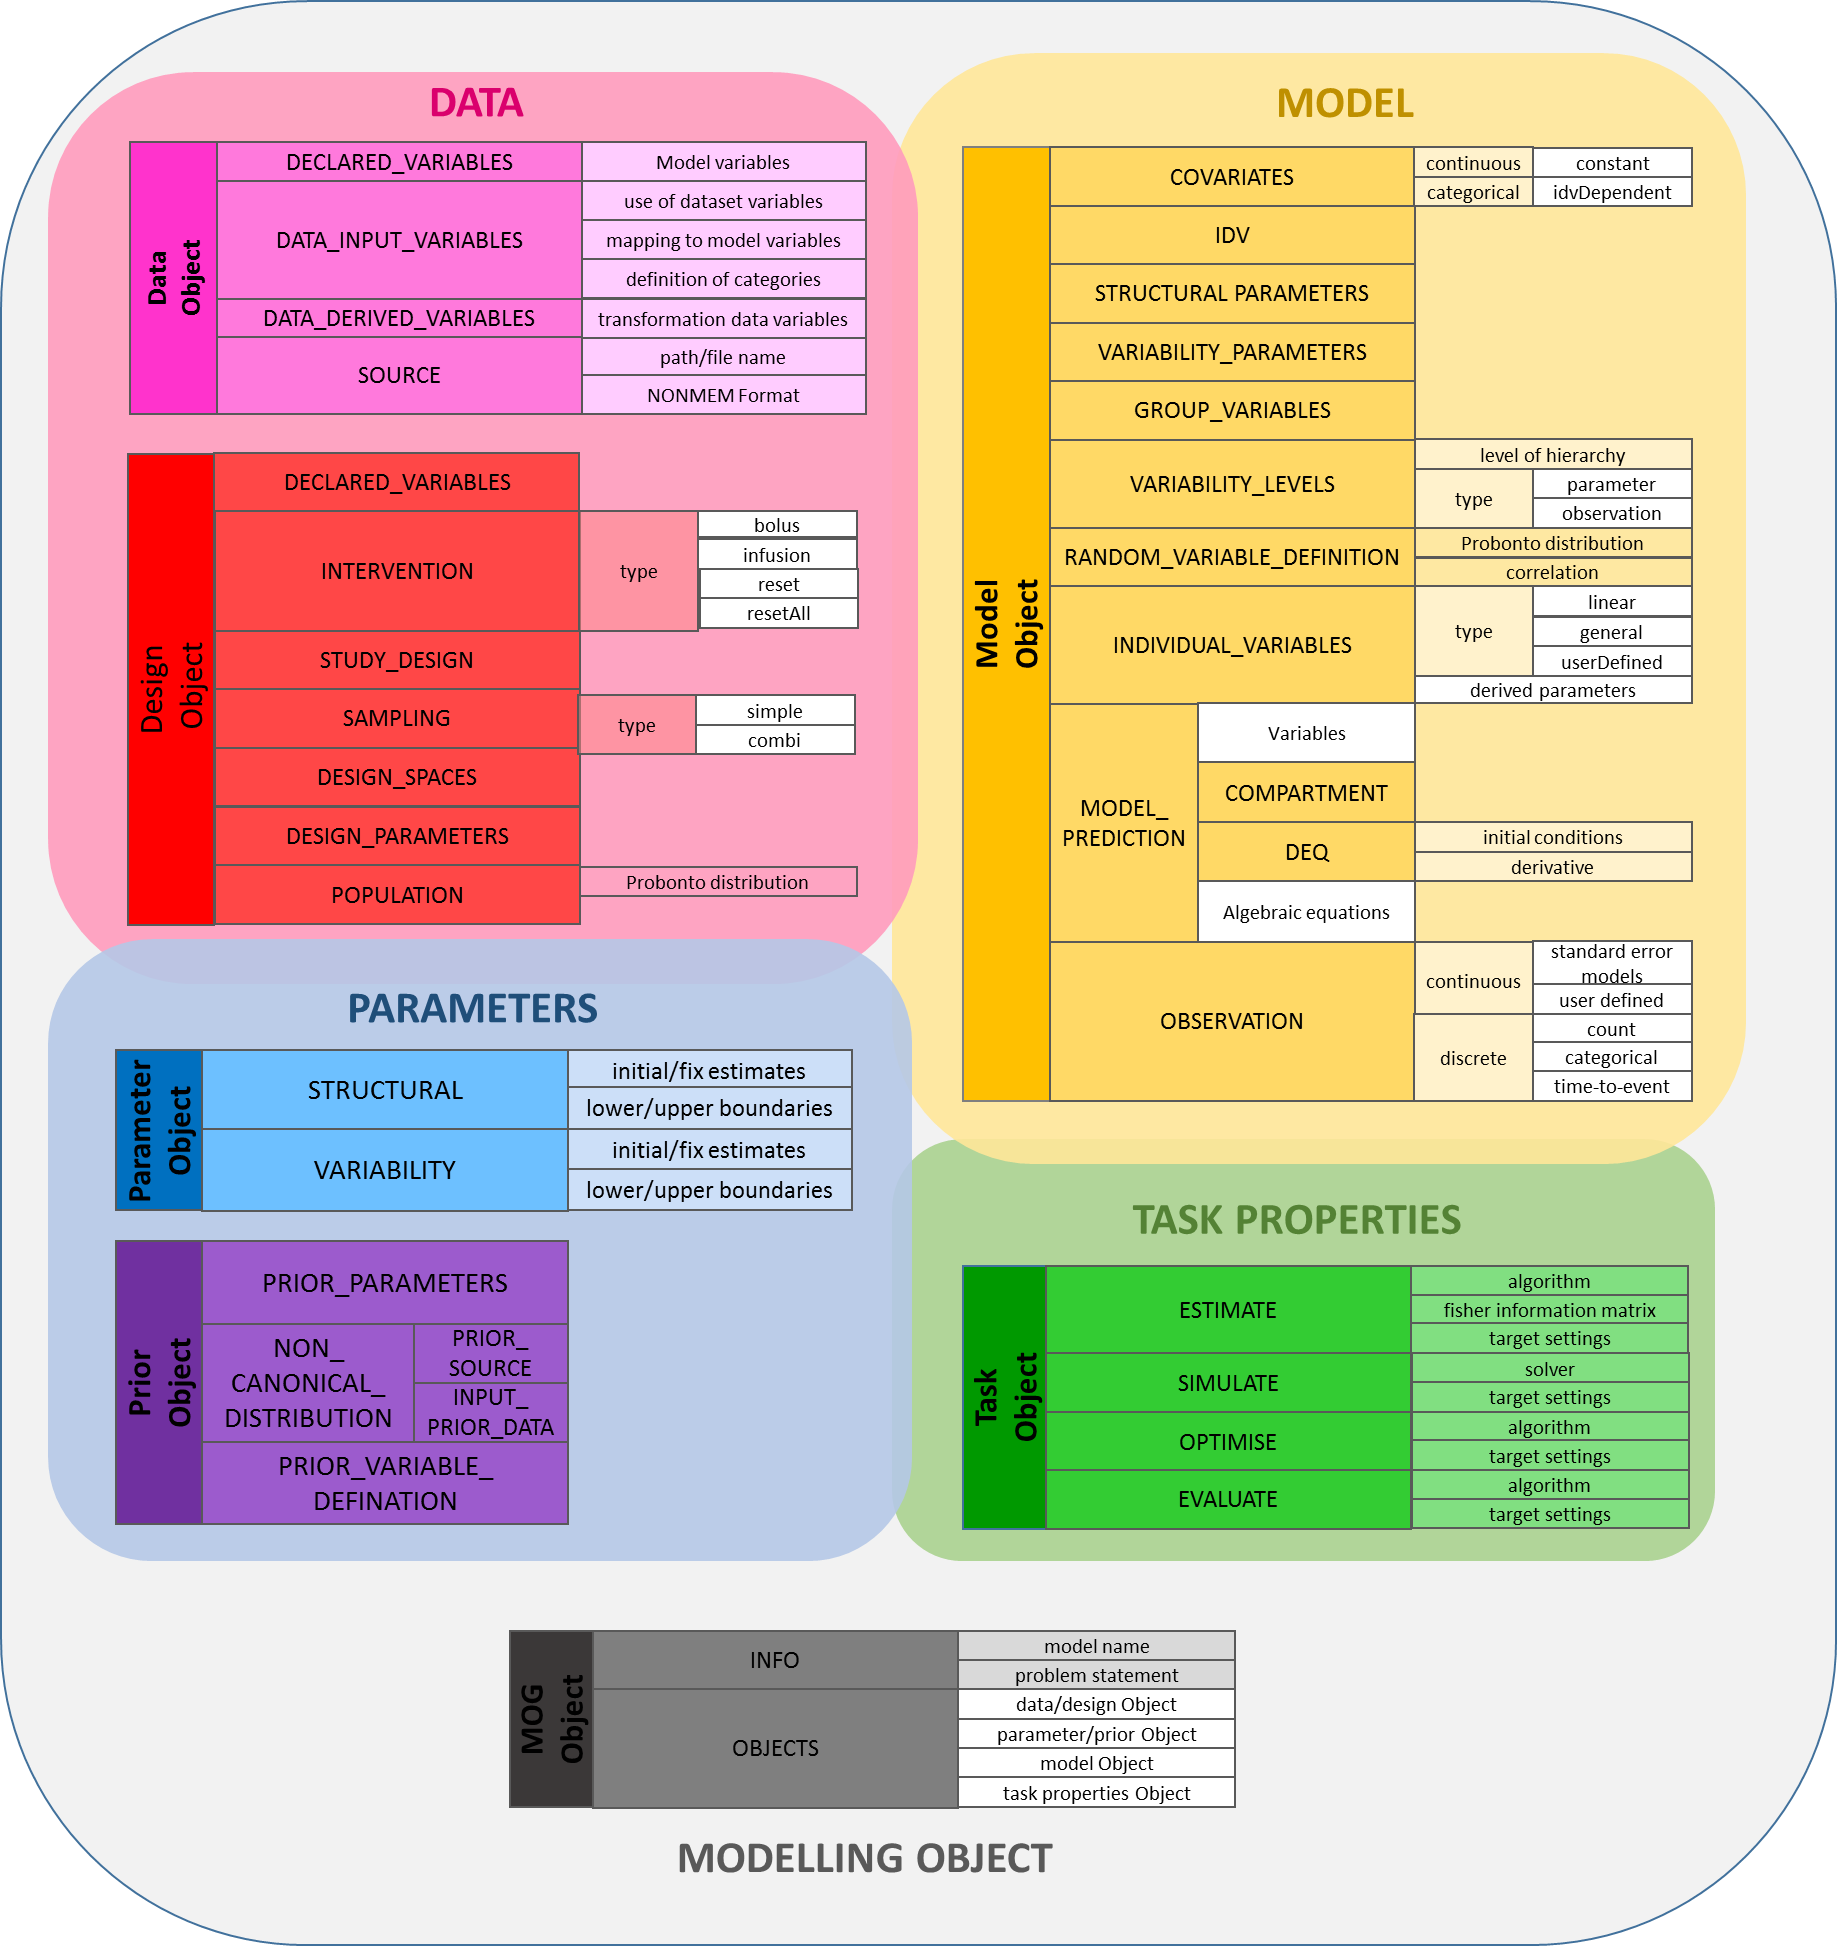 DATA
Data
Object
DECLARED_VARIABLES
Model variables
DATA_INPUT_VARIABLES
use of dataset variables
mapping to model variables
definition of categories
DATA_DERIVED_VARIABLES
transformation data variables
SOURCE
path/file name
NONMEM Format
Design
Object
DECLARED_VARIABLES
INTERVENTION
type
bolus
infusion
reset
resetAll
STUDY_DESIGN
SAMPLING
type
simple
combi
DESIGN_SPACES
DESIGN_PARAMETERS
POPULATION
Probonto distribution
MODEL
Model
Object
COVARIATES
continuous
constant
categorical
idvDependent
IDV
STRUCTURAL PARAMETERS
VARIABILITY_PARAMETERS
GROUP_VARIABLES
VARIABILITY_LEVELS
level of hierarchy
type
parameter
observation
RANDOM_VARIABLE_DEFINITION
Probonto distribution
correlation
INDIVIDUAL_VARIABLES
type
linear
general
userDefined
derived parameters
MODEL_
PREDICTION
Variables
COMPARTMENT
DEQ
initial conditions
derivative
Algebraic equations
OBSERVATION
continuous
standard error
models
user defined
discrete
count
categorical
time-to-event
PARAMETERS
Parameter
Object
STRUCTURAL
initial/fix estimates
lower/upper boundaries
VARIABILITY
initial/fix estimates
lower/upper boundaries
Prior
Object
PRIOR_PARAMETERS
NON_
CANONICAL_
DISTRIBUTION
PRIOR_
SOURCE
INPUT_
PRIOR_DATA
PRIOR_VARIABLE_
DEFINATION
TASK PROPERTIES
Task
Object
ESTIMATE
algorithm
fisher information matrix
target settings
SIMULATE
solver
target settings
OPTIMISE
algorithm
target settings
EVALUATE
algorithm
target settings
MOG
Object
INFO
model name
problem statement
OBJECTS
data/design Object
parameter/prior Object
model Object
task properties Object
MODELLING OBJECT